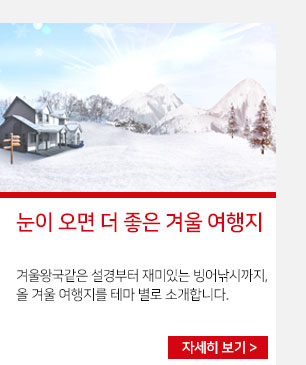 눈이 오면 더 좋은 겨울 여행지
겨울왕국같은 설경부터 재미있는 빙어낚시까지,
올 겨울 여행지를 테마 별로 소개합니다.
자세히 보기 >